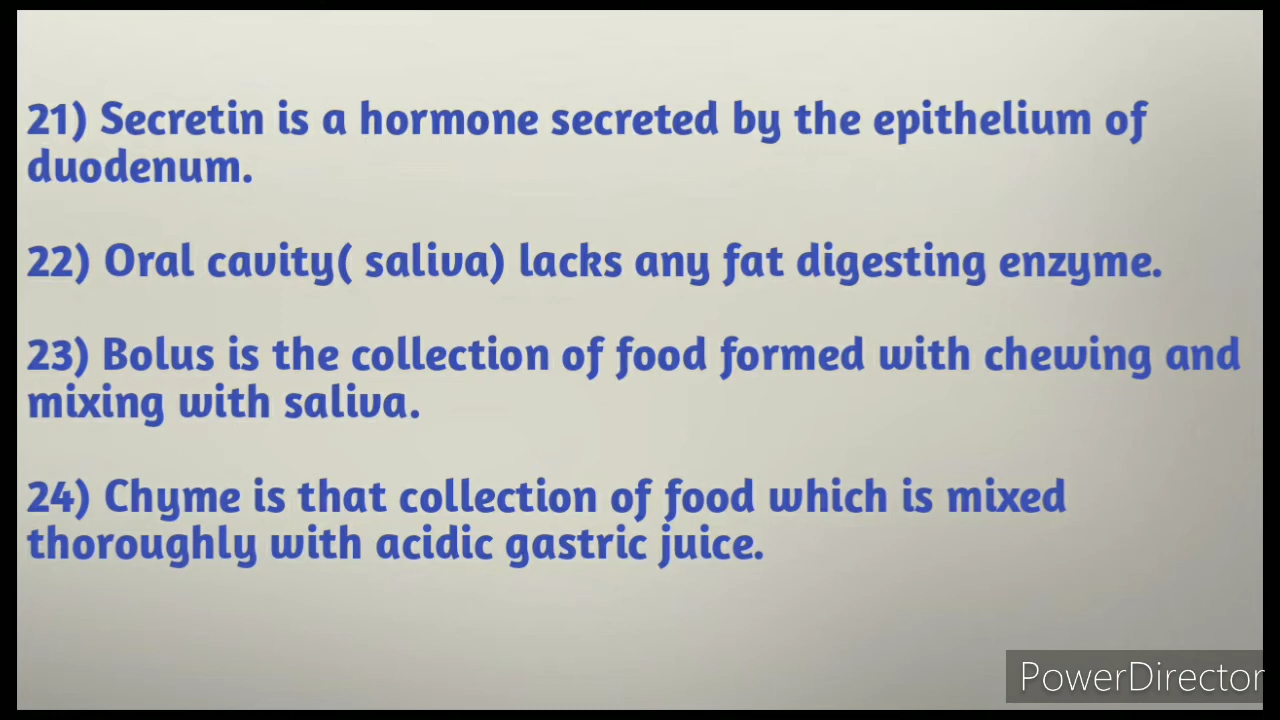 21) Secretin is a hormone secreted by the epithelium of
duodenum.
22) Oral cavity( saliva) lacks any fat digesting enzyme.
23) Bolus is the collection of food formed with chewing and
mixing with saliva.
24) Chyme is that collection of food which is mixed
thoroughly with acidic gastric juice.
PowerDirector